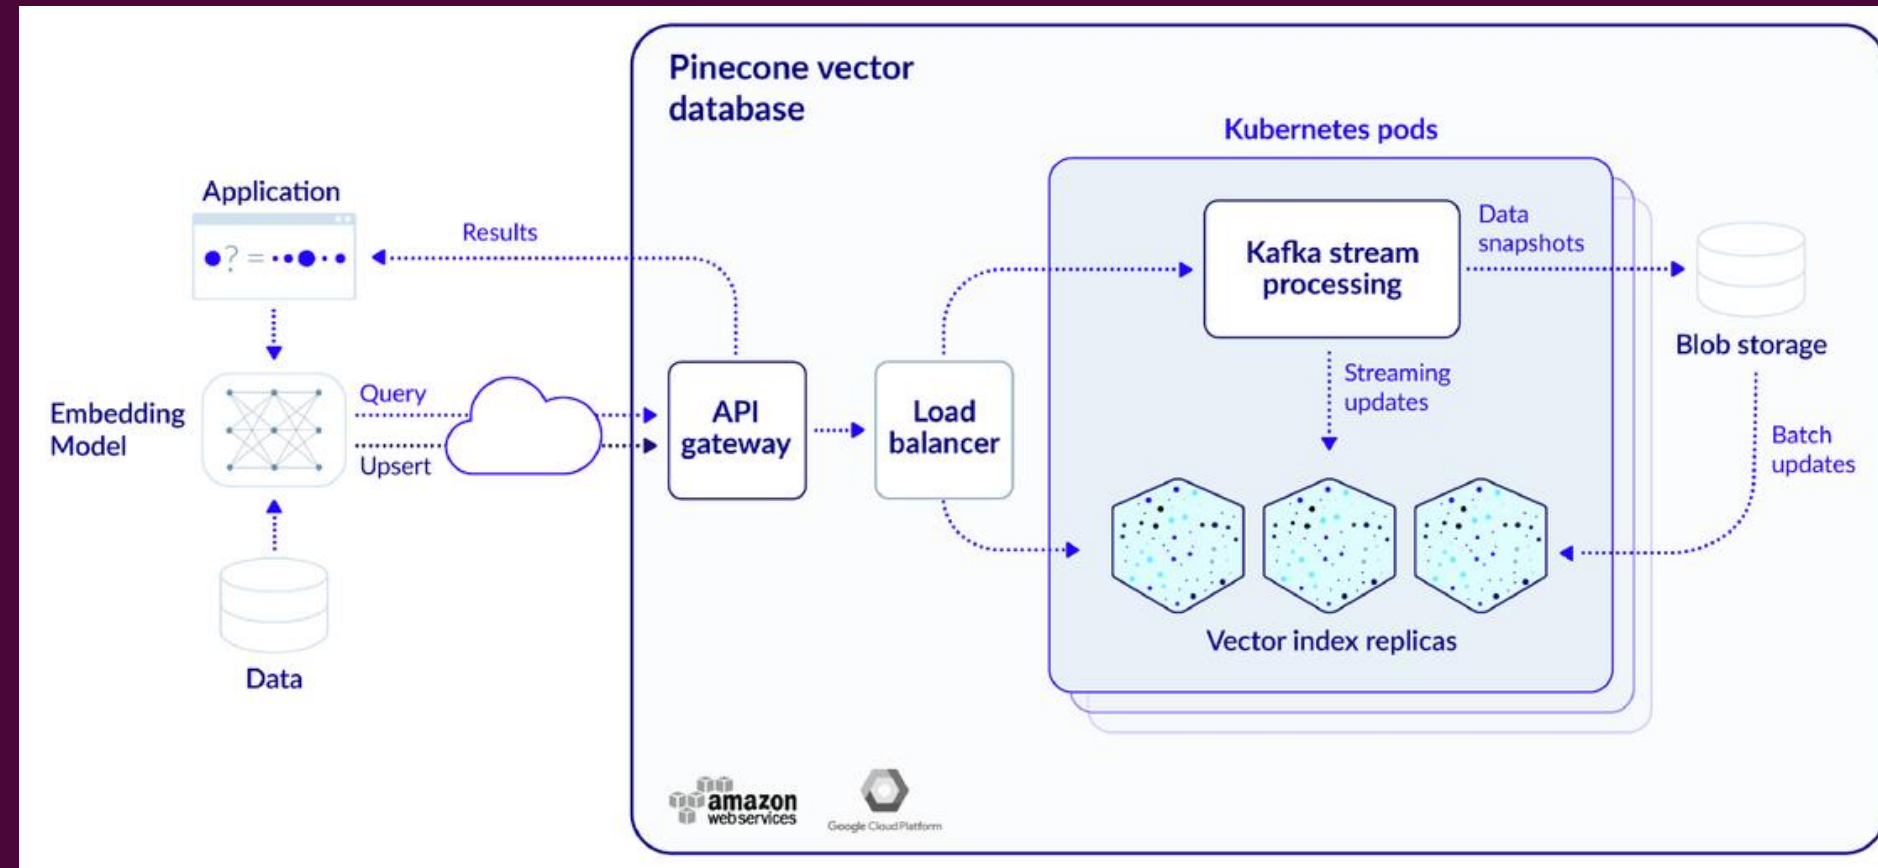 Pinecone vector
database
Kubernetes pods
Application
? =
Results
Kafka stream
processing
Data
snapshots
Blob storage
Embedding
Model
Query
Upsert
API
gateway
Load
balancer
Streaming
updates
Batch
updates
Vector index replicas
Data
amazon
webservices
Google Cloud Platform